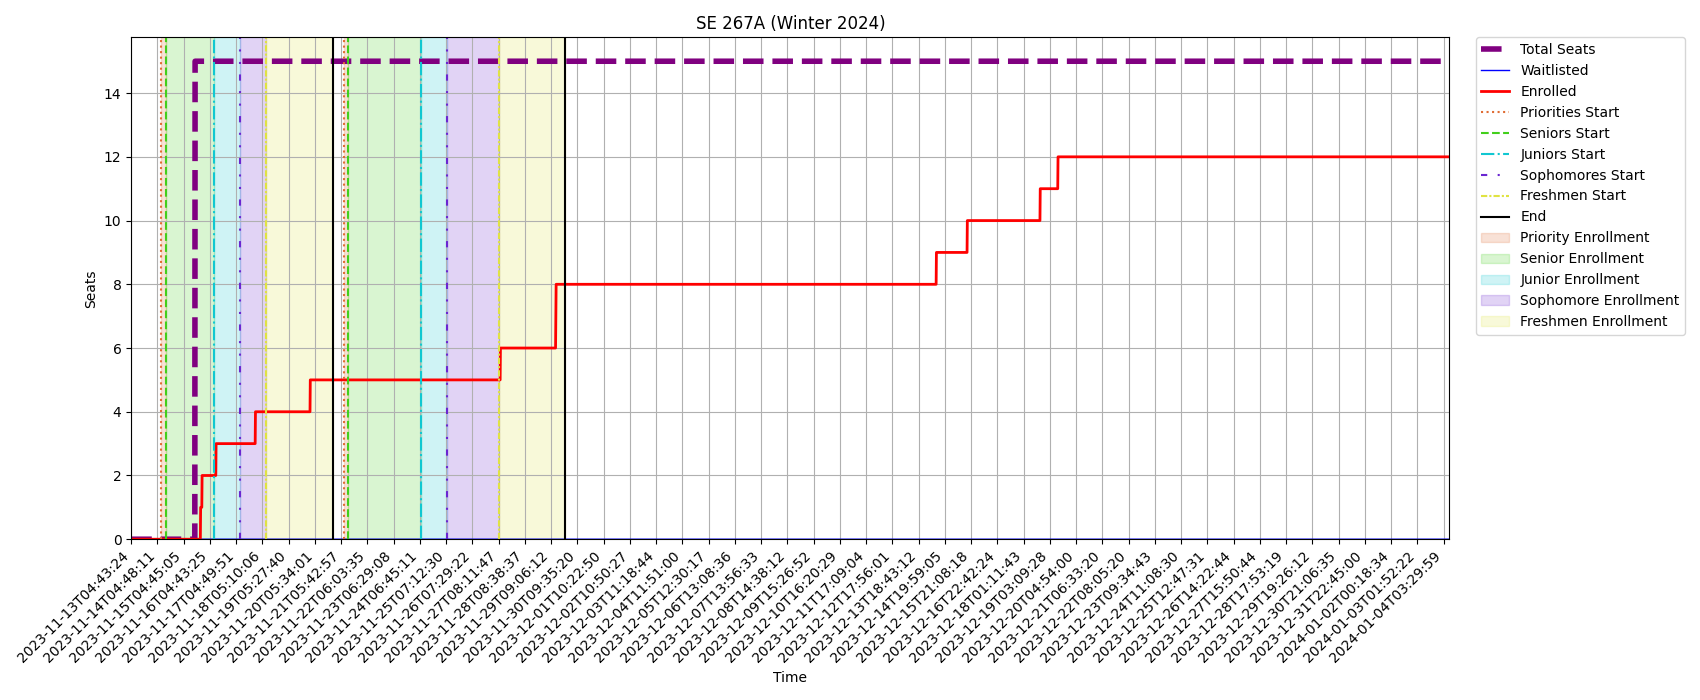 SE 267A (Winter 2024)
Seats
14
12
10
8
6
4
2
0
2023-11-13T04:43:24
2023-11-14T04:48:11
2023-11-15T04:45:05
2023-11-16T04:43:25
2023-11-17T04:49:51
2023-11-18T05:10:06
2023-11-19T05:27:40
2023-11-20T05:34:01
2023-11-21T05:42:57
2023-11-22T06:03:35
2023-11-23T06:29:08
2023-11-24T06:45:11
2023-11-25T07:12:30
2023-11-26T07:29:22
2023-11-27T08:11:47
2023-11-28T08:38:37
2023-11-29T09:06:12
2023-11-30T09:35:20
2023-12-01T10:22:50
2023-12-02T10:50:27
2023-12-03T11:18:44
2023-12-04T11:51:00
2023-12-05T12:30:17
2023-12-06T13:08:36
2023-12-07T13:56:33
2023-12-08T14:38:12
2023-12-09T15:26:52
2023-12-10T16:20:29
2023-12-11T17:09:04
2023-12-12T17:56:01
2023-12-13T18:43:12
2023-12-14T19:59:05
2023-12-15T21:08:18
2023-12-16T22:42:24
2023-12-18T01:11:43
2023-12-19T03:09:28
2023-12-20T04:54:00
2023-12-21T06:33:20
2023-12-22T08:05:20
2023-12-23T09:34:43
2023-12-24T11:08:30
2023-12-25T12:47:31
2023-12-26T14:22:44
2023-12-27T15:50:44
2023-12-28T17:53:19
2023-12-29T19:26:12
2023-12-30T21:06:35
2023-12-31T22:45:00
2024-01-02T00:18:34
2024-01-03T01:52:22
2024-01-04T03:29:59
Time
Total Seats
Waitlisted
Enrolled
Priorities Start
Seniors Start
Juniors Start
Sophomores Start
Freshmen Start
End
Priority Enrollment
Senior Enrollment
Junior Enrollment
Sophomore Enrollment
Freshmen Enrollment